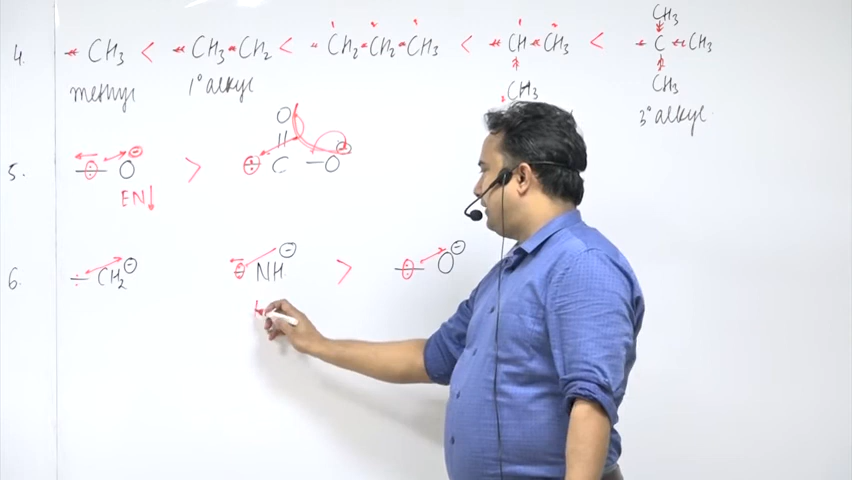 CH3
4. CH3 < CH3 CH2 < CH2 CH2 CH3 < CH CH3 < C CH3
methyl 1° alkyl CH3 CH3
3° alkyl
O
5. – O⊖ > C – O⊖
EN↓
6. – CH2⊖ NH⊖ > – O⊖